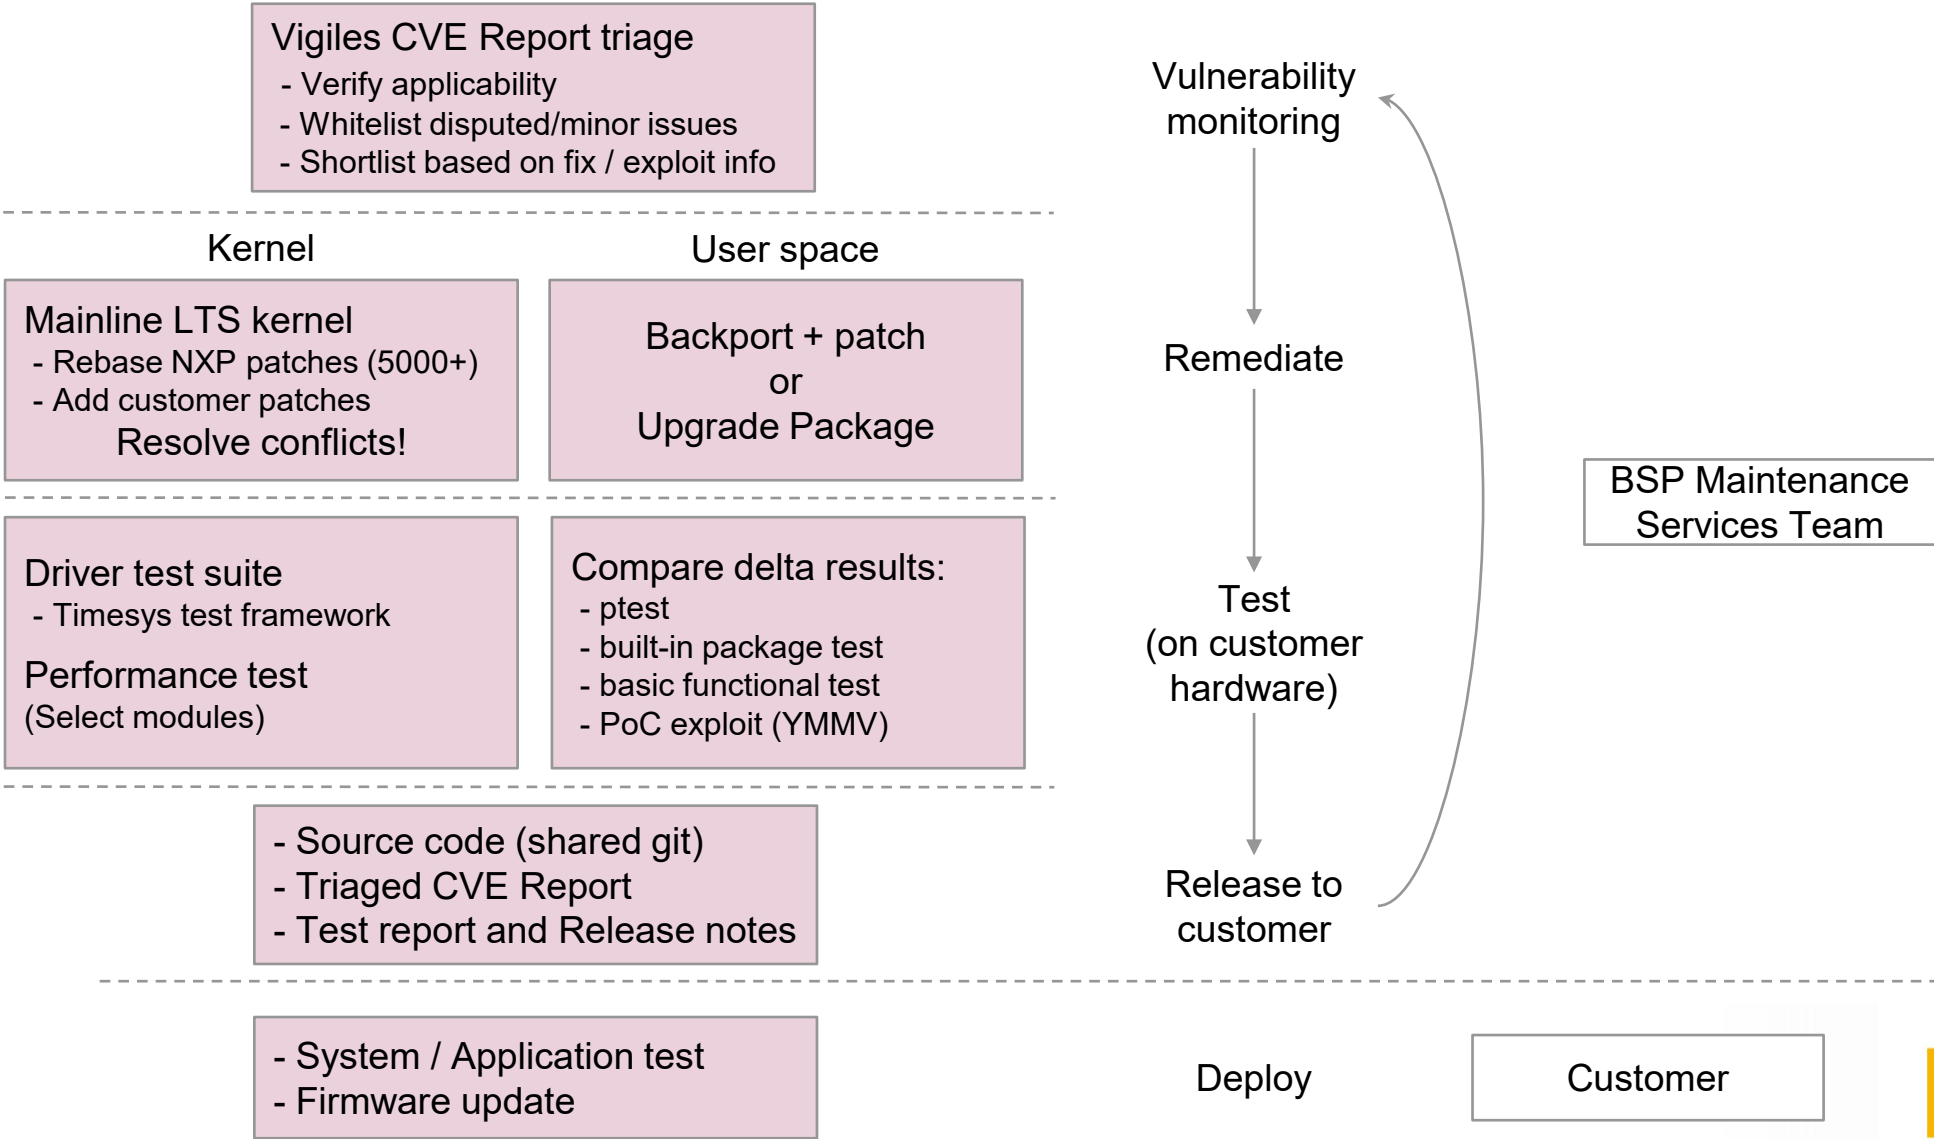 Vigiles CVE Report triage
- Verify applicability
- Whitelist disputed/minor issues
- Shortlist based on fix / exploit info
Vulnerability
monitoring
Kernel
User space
Mainline LTS kernel
- Rebase NXP patches (5000+)
- Add customer patches
Resolve conflicts!
Backport + patch
or
Upgrade Package
Remediate
BSP Maintenance
Services Team
Driver test suite
- Timesys test framework
Performance test
(Select modules)
Compare delta results:
- ptest
- built-in package test
- basic functional test
- PoC exploit (YMMV)
Test
(on customer
hardware)
- Source code (shared git)
- Triaged CVE Report
- Test report and Release notes
Release to
customer
- System / Application test
- Firmware update
Deploy
Customer